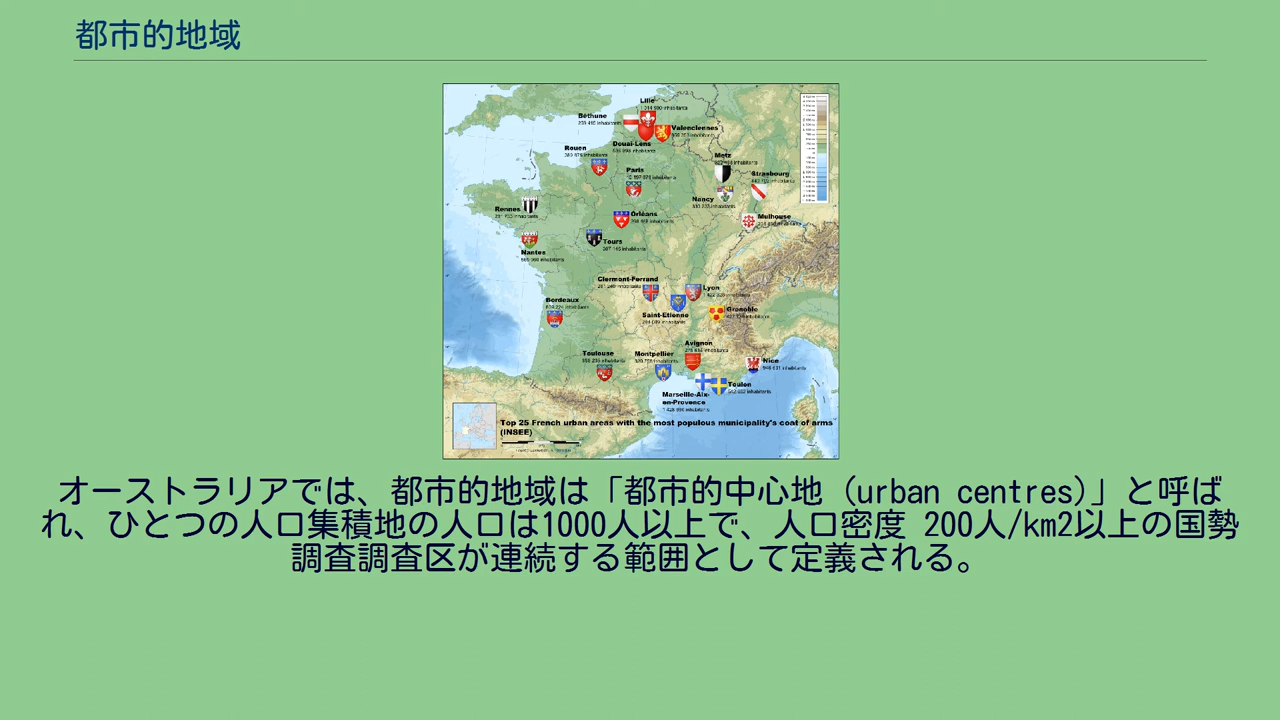 都市的地域
Lille
Béthune
Valenciennes
Douai-Lens
Rouen
Metz
Paris
Strasbourg
Nancy
Rennes
Orléans
Mulhouse
Tours
Nantes
Clermont-Ferrand
Lyon
Bordeaux
Grenoble
Saint-Etienne
Avignon
Toulouse
Montpellier
Nice
Toulon
Marseille-Aix-
en-Provence
Top 25 French urban areas with the most populous municipality's coat of arms
(INSEE)
オーストラリアでは、都市的地域は「都市的中心地 (urban centres)」と呼ば
れ、ひとつの人口集積地の人口は1000人以上で、人口密度 200人/km2以上の国勢
調査調査区が連続する範囲として定義される。